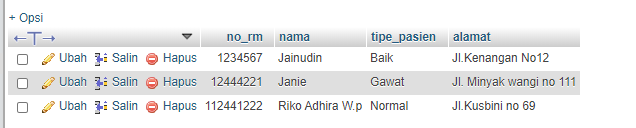 + Opsi
no_rm nama tipe_pasien alamat
Ubah Salin Hapus 1234567 Jainudin Baik Jl.Kenangan No12
Ubah Salin Hapus 12444221 Janie Gawat Jl. Minyak wangi no 111
Ubah Salin Hapus 112441222 Riko Adhira W.p Normal Jl.Kusbini no 69